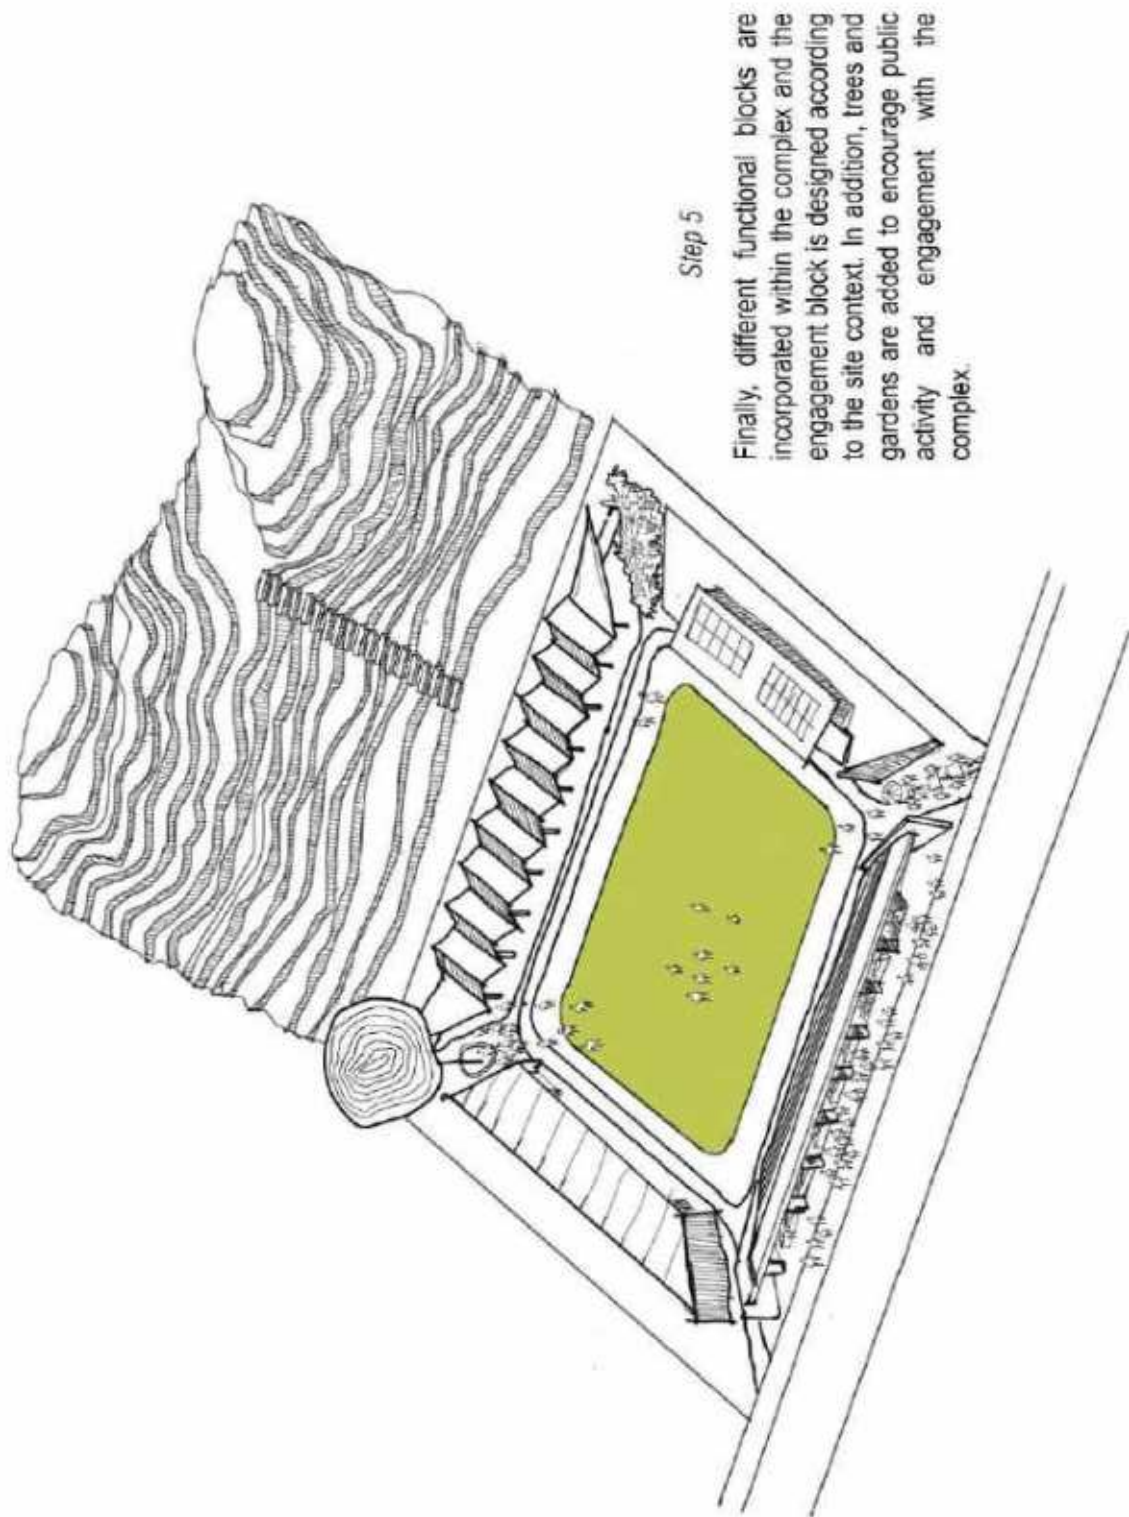 Step 5
Finally, different functional blocks are
incorporated within the complex and the
engagement block is designed according
to the site context. In addition, trees and
gardens are added to encourage public
activity and engagement with the
complex.